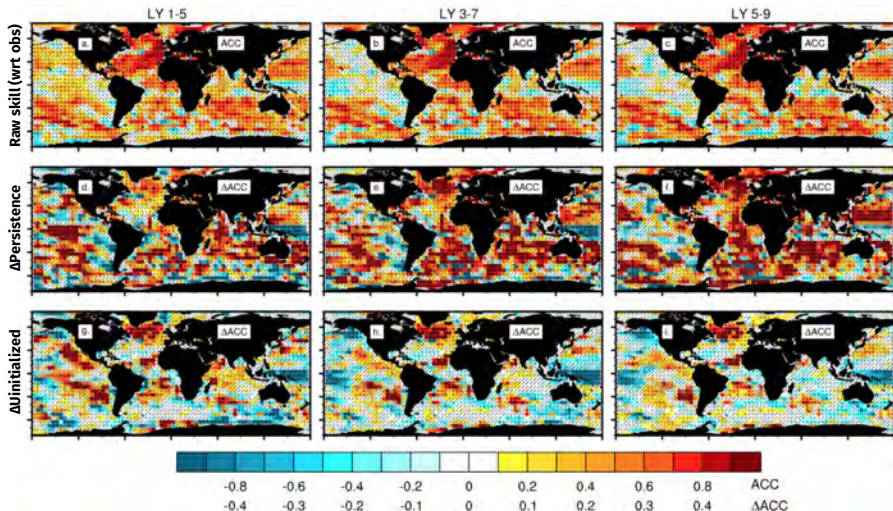 LY 1-5 LY 3-7 LY 5-9
Raw skill (wrt obs)
a. ACC b. ACC c. ACC
ΔPersistence
d. ΔACC e. ΔACC f. ΔACC
ΔUninitialized
g. ΔACC h. ΔACC i. ΔACC
-0.8 -0.6 -0.4 -0.2 0 0.2 0.4 0.6 0.8 ACC
-0.4 -0.3 -0.2 -0.1 0 0.1 0.2 0.3 0.4 ΔACC